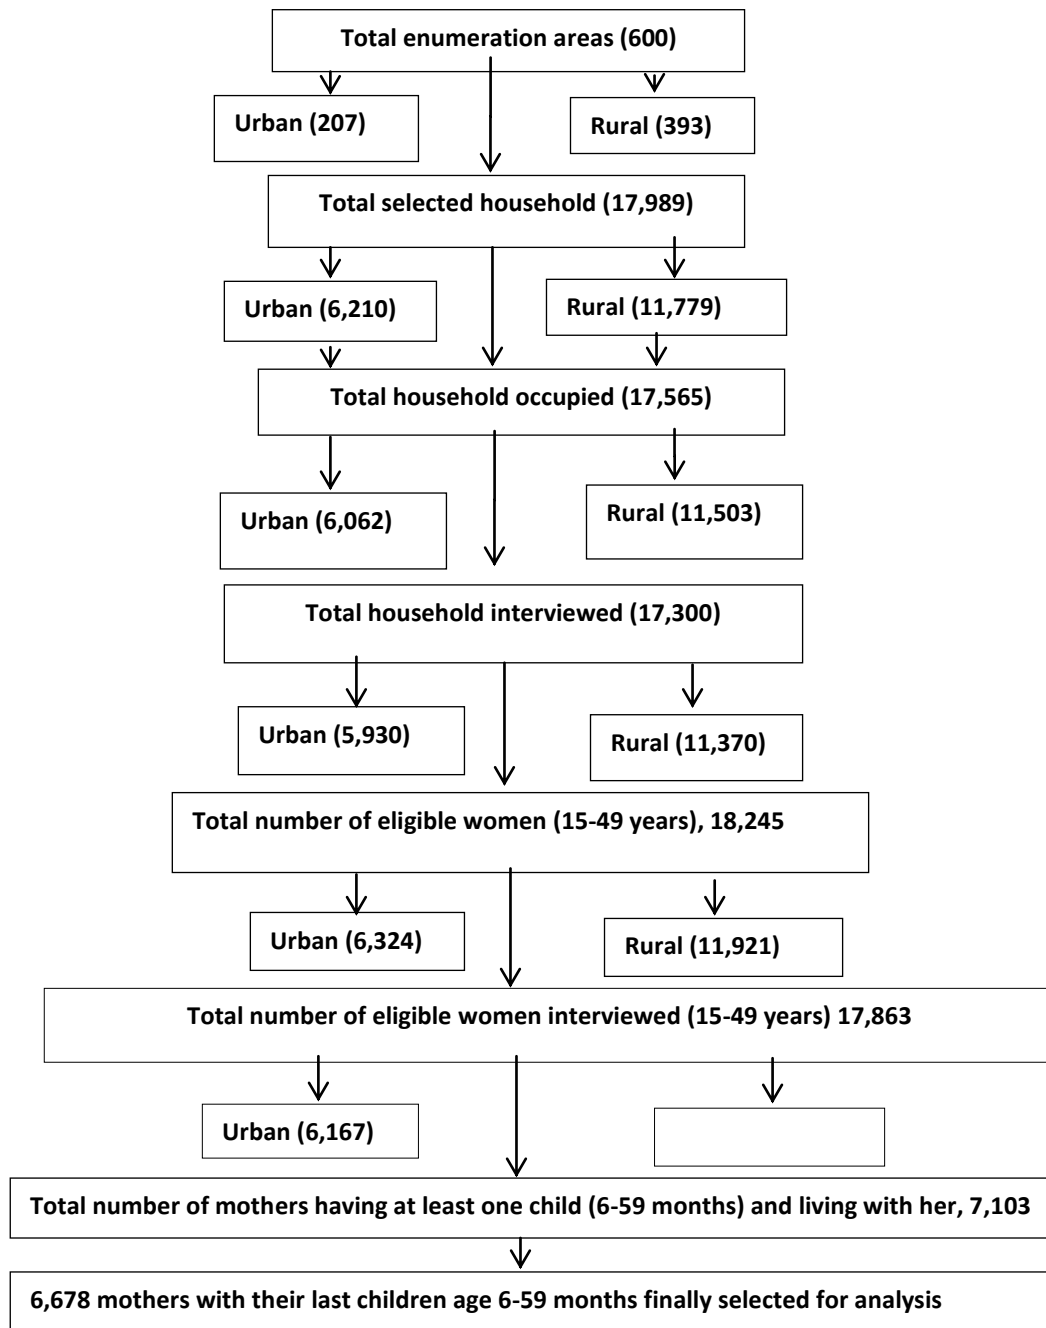 Total enumeration areas (600)
Urban (207)
Rural (393)
Total selected household (17,989)
Urban (6,210)
Rural (11,779)
Total household occupied (17,565)
Urban (6,062)
Rural (11,503)
Total household interviewed (17,300)
Urban (5,930)
Rural (11,370)
Total number of eligible women (15-49 years), 18,245
Urban (6,324)
Rural (11,921)
Total number of eligible women interviewed (15-49 years) 17,863
Urban (6,167)
Total number of mothers having at least one child (6-59 months) and living with her, 7,103
6,678 mothers with their last children age 6-59 months finally selected for analysis